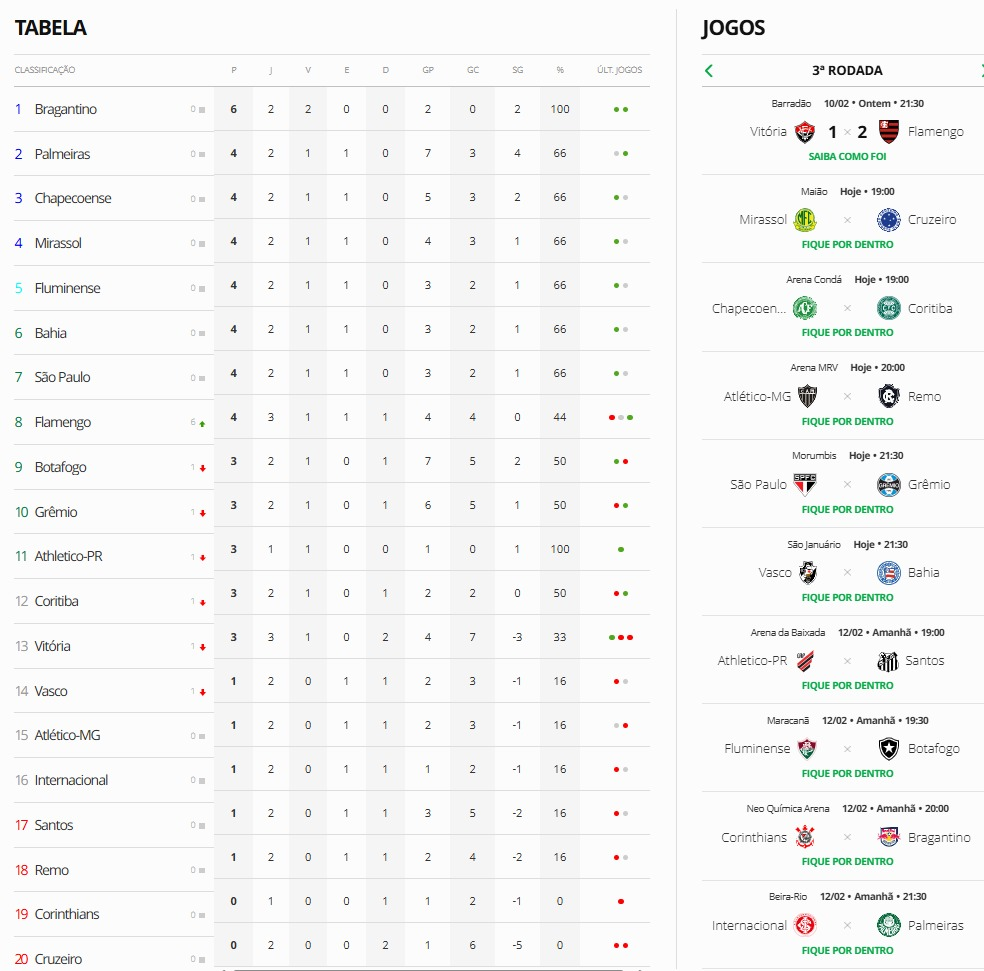 TABELA
CLASSIFICAÇÃO P J V E D GP GC SG % ÚLT. JOGOS
1 Bragantino 0 6 2 2 0 0 2 0 2 100
2 Palmeiras 0 4 2 1 1 0 7 3 4 66
3 Chapecoense 0 4 2 1 1 0 5 3 2 66
4 Mirassol 0 4 2 1 1 0 4 3 1 66
5 Fluminense 0 4 2 1 1 0 3 2 1 66
6 Bahia 0 4 2 1 1 0 3 2 1 66
7 São Paulo 0 4 2 1 1 0 3 2 1 66
8 Flamengo 6 4 3 1 1 1 4 4 0 44
9 Botafogo 1 3 2 1 0 1 7 5 2 50
10 Grêmio 1 3 2 1 0 1 6 5 1 50
11 Athletico-PR 1 3 1 1 0 0 1 0 1 100
12 Coritiba 1 3 2 1 0 1 2 2 0 50
13 Vitória 1 3 3 1 0 2 4 7 -3 33
14 Vasco 1 1 2 0 1 1 2 3 -1 16
15 Atlético-MG 0 1 2 0 1 1 2 3 -1 16
16 Internacional 0 1 2 0 1 1 1 2 -1 16
17 Santos 0 1 2 0 1 1 3 5 -2 16
18 Remo 0 1 2 0 1 1 2 4 -2 16
19 Corinthians 0 0 1 0 0 1 1 2 -1 0
20 Cruzeiro 0 0 2 0 0 2 1 6 -5 0
JOGOS
3ª RODADA
Barradão 10/02 • Ontem • 21:30
Vitória 1 × 2 Flamengo
SAIBA COMO FOI
Maião Hoje • 19:00
Mirassol × Cruzeiro
FIQUE POR DENTRO
Arena Condá Hoje • 19:00
Chapecoen... × Coritiba
FIQUE POR DENTRO
Arena MRV Hoje • 20:00
Atlético-MG × Remo
FIQUE POR DENTRO
Morumbis Hoje • 21:30
São Paulo SPFC × GRÊMIO Grêmio
FIQUE POR DENTRO
São Januário Hoje • 21:30
Vasco × Bahia
FIQUE POR DENTRO
Arena da Baixada 12/02 • Amanhã • 19:00
Athletico-PR × Santos
FIQUE POR DENTRO
Maracanã 12/02 • Amanhã • 19:30
Fluminense × Botafogo
FIQUE POR DENTRO
Neo Química Arena 12/02 • Amanhã • 20:00
Corinthians × Bragantino
FIQUE POR DENTRO
Beira-Rio 12/02 • Amanhã • 21:30
Internacional × Palmeiras
FIQUE POR DENTRO